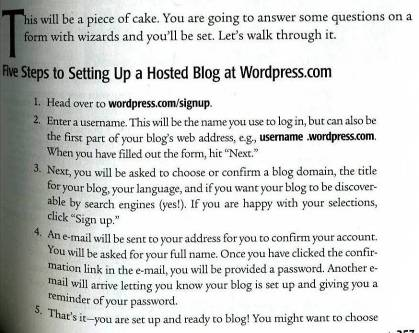 This will be a piece of cake. You are going to answer some questions on a
form with wizards and you'll be set. Let's walk through it.
Five Steps to Setting Up a Hosted Blog at Wordpress.com
1. Head over to wordpress.com/signup.
2. Enter a username. This will be the name you use to log in, but can also be
the first part of your blog's web address, e.g., username .wordpress.com.
When you have filled out the form, hit “Next.”
3. Next, you will be asked to choose or confirm a blog domain, the title
for your blog, your language, and if you want your blog to be discover-
able by search engines (yes!). If you are happy with your selections,
click “Sign up.”
4. An e-mail will be sent to your address for you to confirm your account.
You will be asked for your full name. Once you have clicked the confir-
mation link in the e-mail, you will be provided a password. Another e-
mail will arrive letting you know your blog is set up and giving you a
reminder of your password.
5. That's it—you are set up and ready to blog! You might want to choose